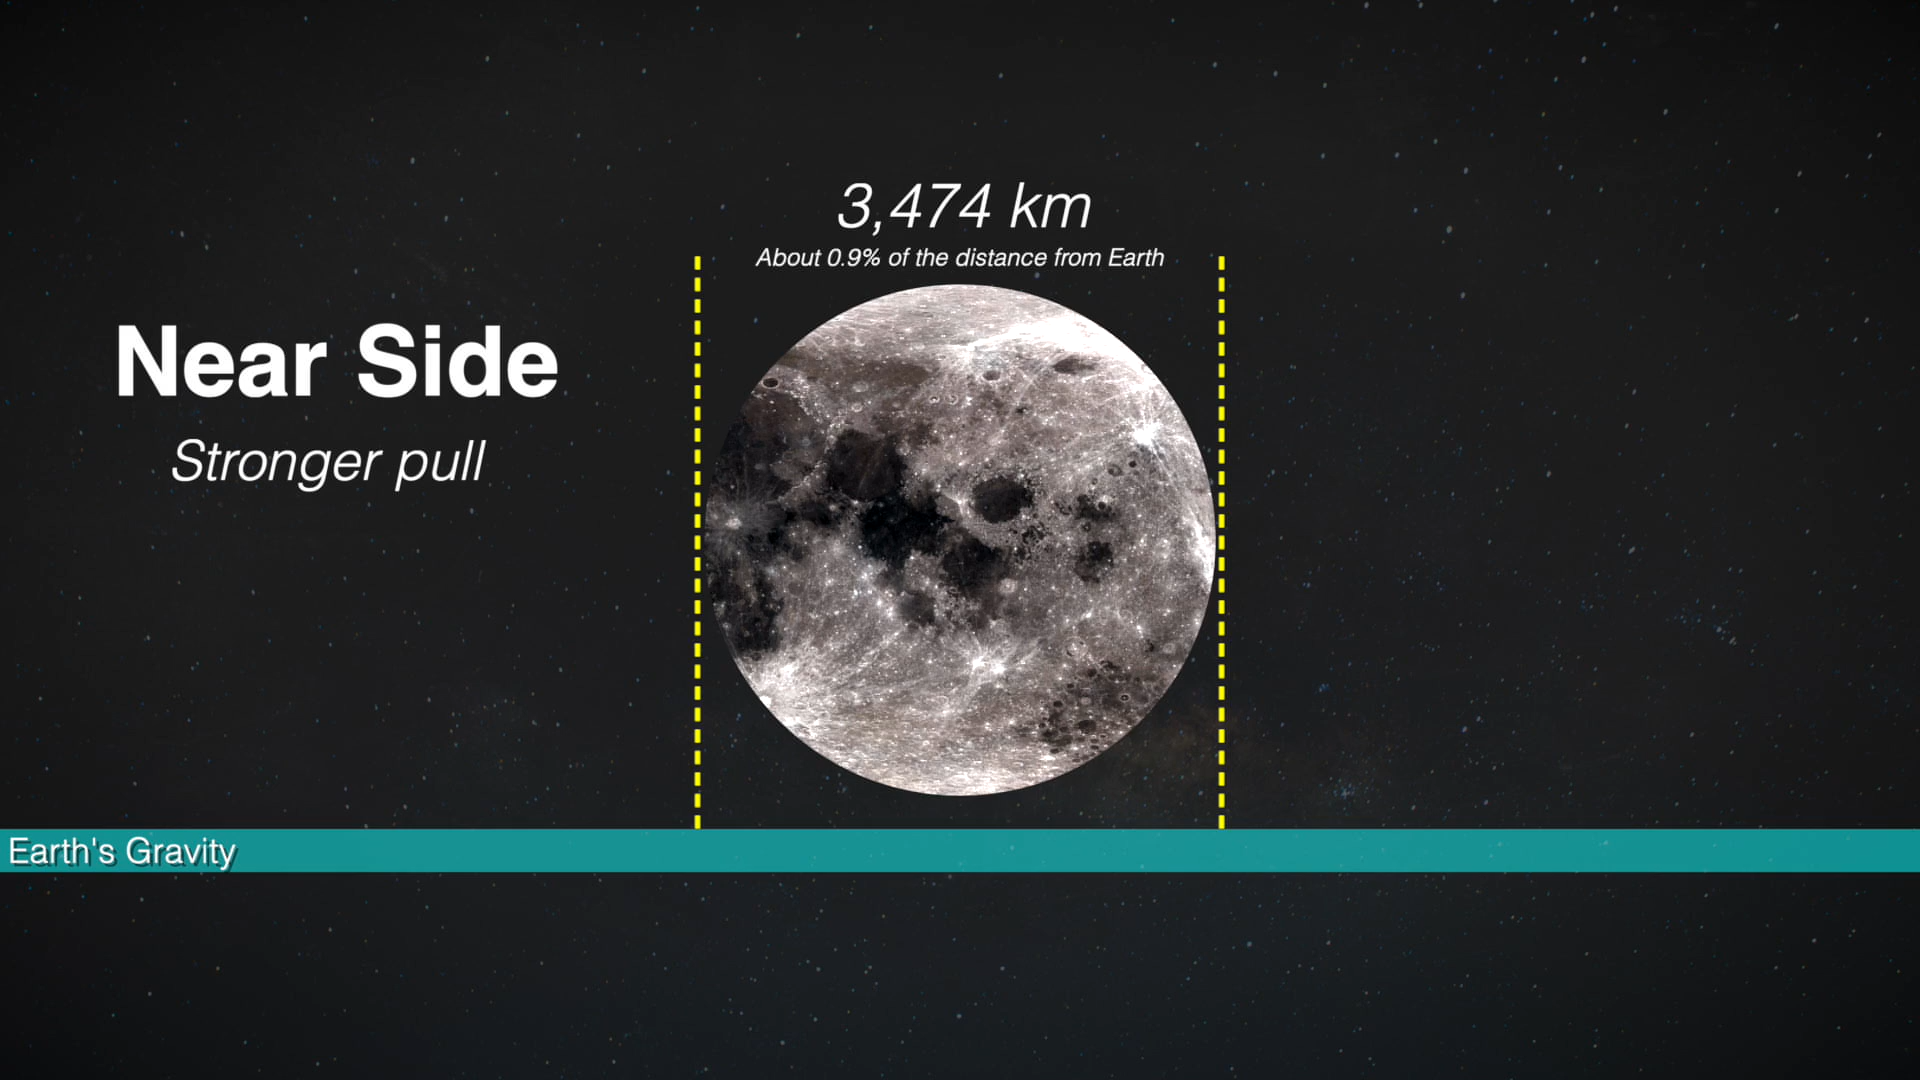 3,474 km
About 0.9% of the distance from Earth
Near Side
Stronger pull
Earth's Gravity